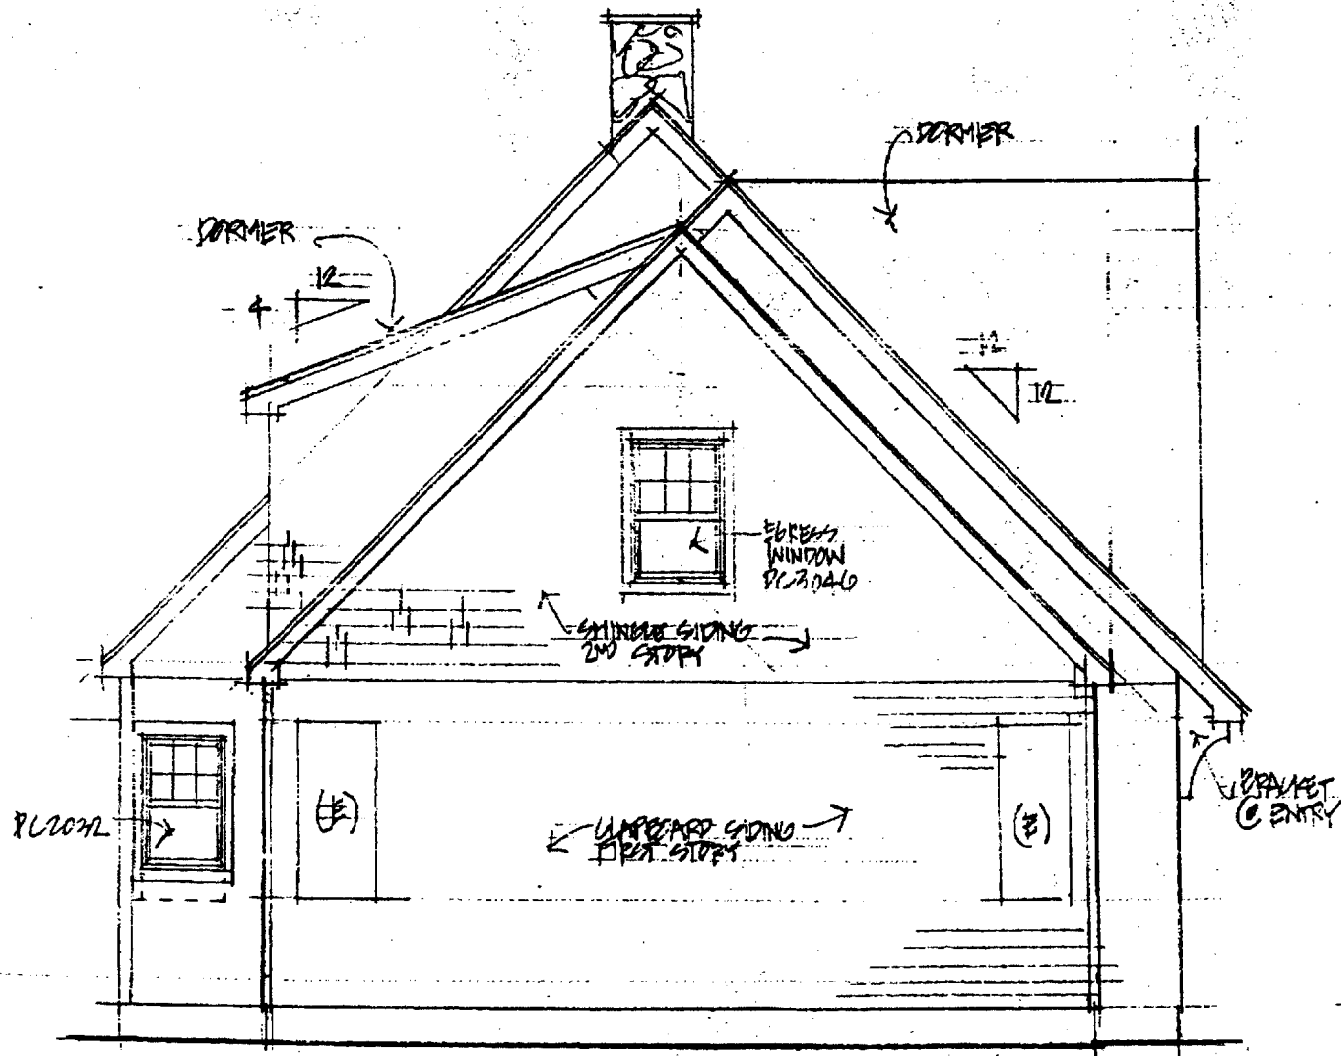 DORMER
DORMER
12
4
12
12
EGRESS
WINDOW
PC3046
SHINGLE SIDING
2ND STORY
PC2032
(E)
CLAPBOARD SIDING
FIRST STORY
(E)
BRACKET
@ ENTRY